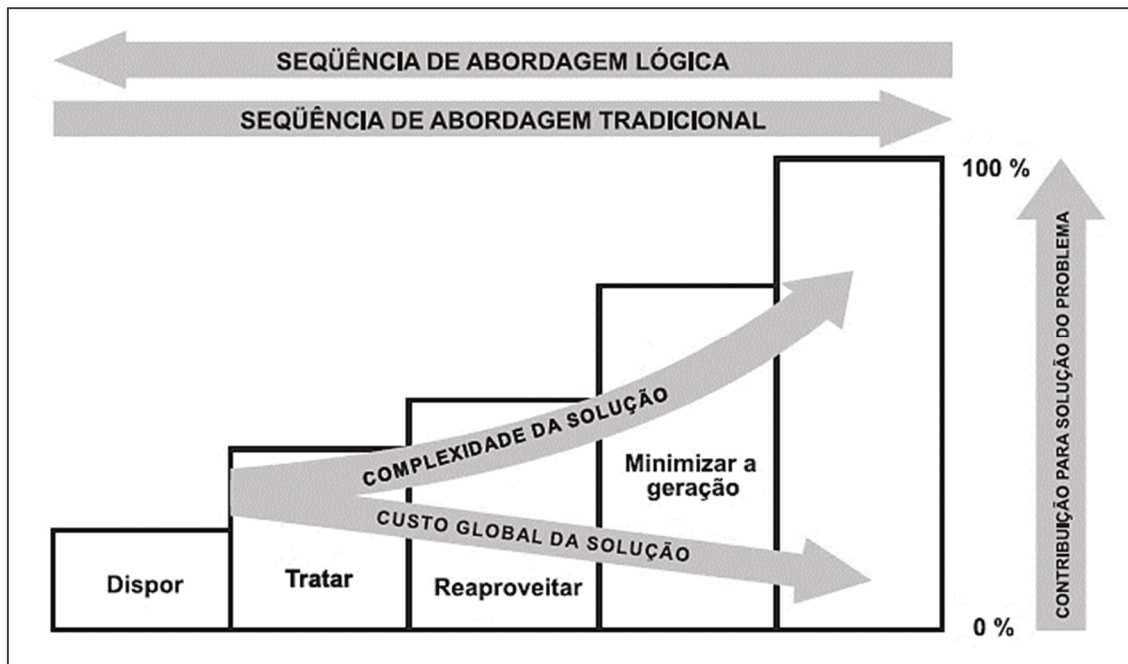 SEQÜÊNCIA DE ABORDAGEM LÓGICA
SEQÜÊNCIA DE ABORDAGEM TRADICIONAL
100 %
CONTRIBUIÇÃO PARA SOLUÇÃO DO PROBLEMA
COMPLEXIDADE DA SOLUÇÃO
Minimizar a
geração
CUSTO GLOBAL DA SOLUÇÃO
Dispor
Tratar
Reaproveitar
0 %